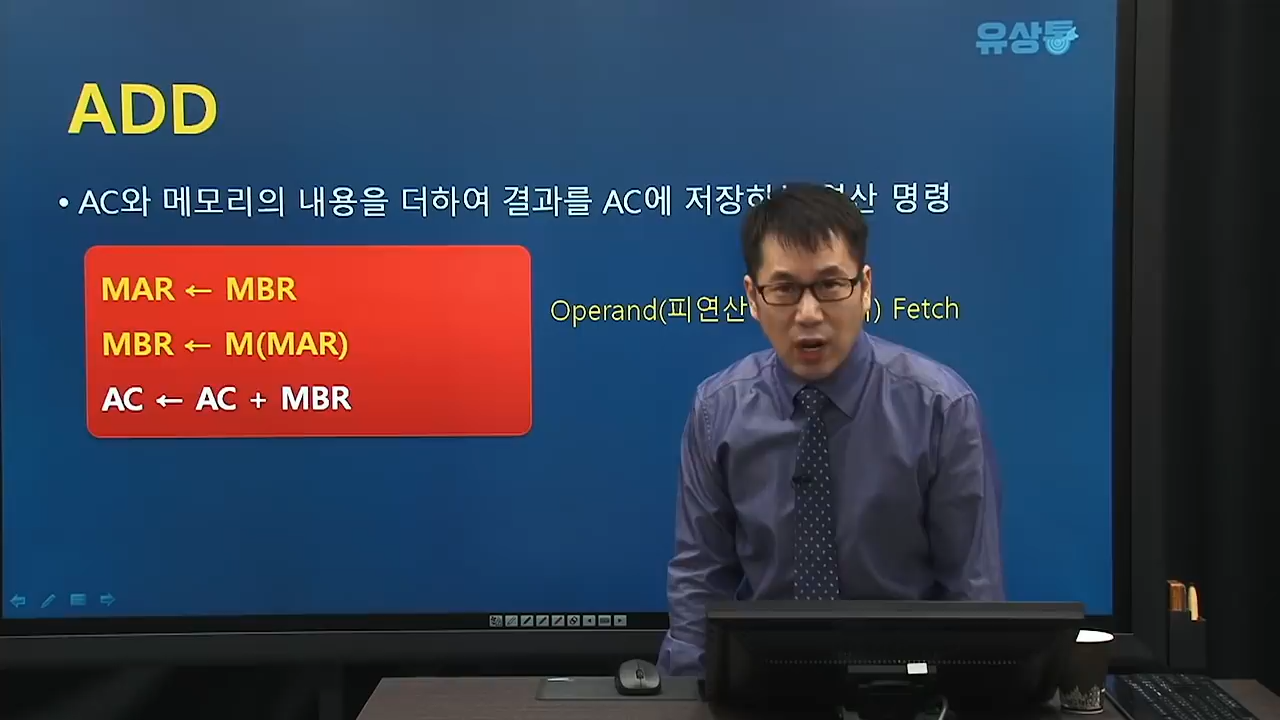 유상통
ADD
• AC와 메모리의 내용을 더하여 결과를 AC에 저장하는 연산 명령
MAR ← MBR
MBR ← M(MAR)
AC ← AC + MBR
Operand(피연산 Fetch